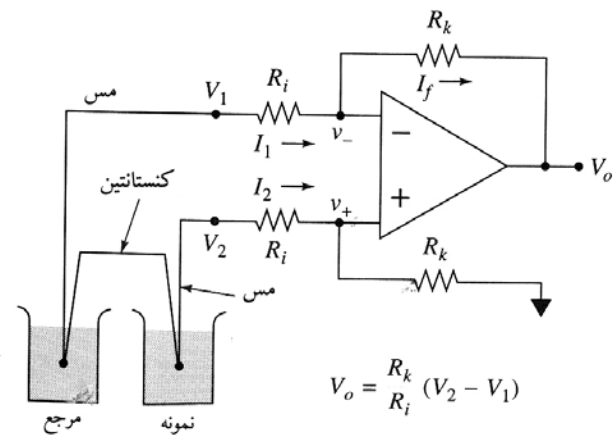 R_k
I_f →
مس
V_1
R_i
I_1 →
v_-
−
V_o
کنستانتین
I_2 →
v_+
+
V_2
R_i
R_k
مس
V_o = \frac{R_k}{R_i} (V_2 − V_1)
مرجع
نمونه